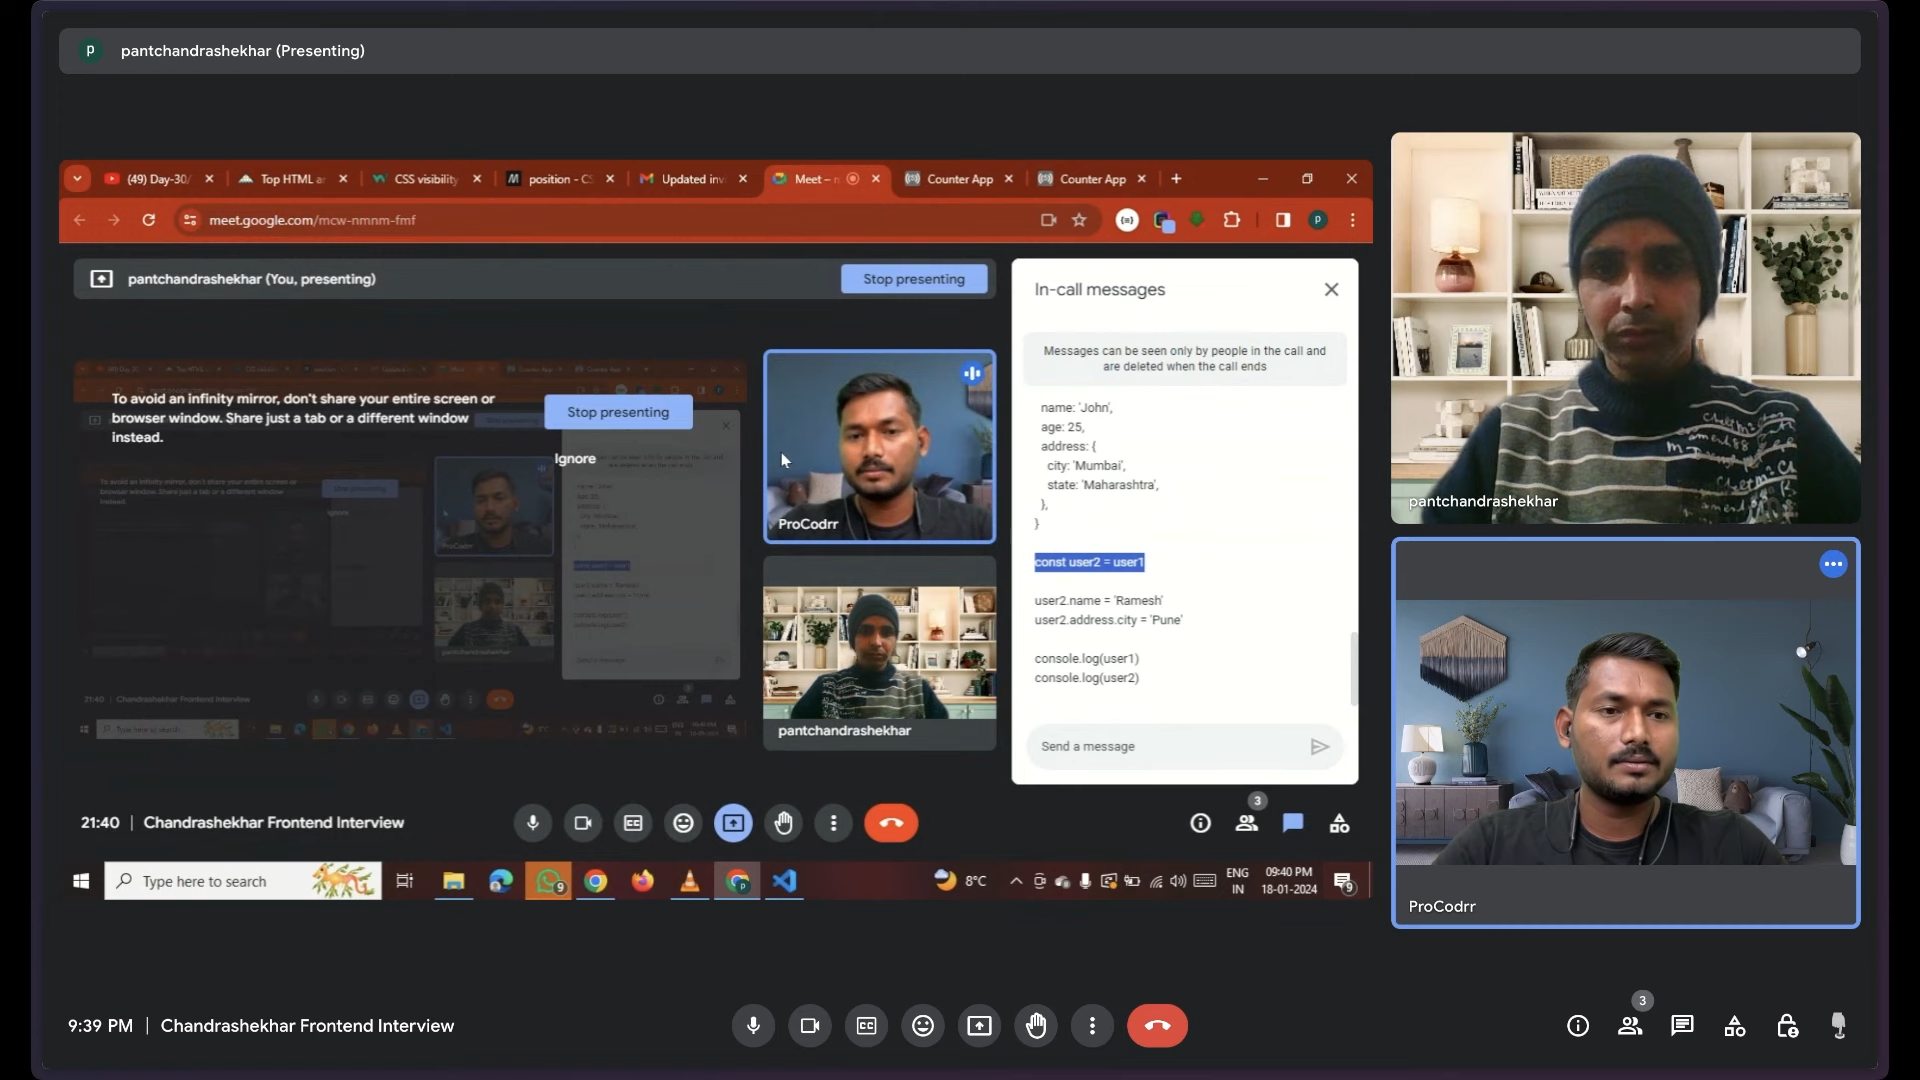 p
pantchandrashekhar (Presenting)
(49) Day-30/
Top HTML ar
CSS visibility
position - CS
Updated inv
Meet – n
Counter App
Counter App
meet.google.com/mcw-nmnm-fmf
p
pantchandrashekhar (You, presenting)
Stop presenting
To avoid an infinity mirror, don't share your entire screen or
browser window. Share just a tab or a different window
instead.
Stop presenting
Ignore
ProCodrr
pantchandrashekhar
In-call messages
Messages can be seen only by people in the call and
are deleted when the call ends
name: 'John',
age: 25,
address: {
city: 'Mumbai',
state: 'Maharashtra',
},
}
const user2 = user1
user2.name = 'Ramesh'
user2.address.city = 'Pune'
console.log(user1)
console.log(user2)
Send a message
21:40 | Chandrashekhar Frontend Interview
3
Type here to search
9
8°C
ENG
IN
09:40 PM
18-01-2024
9
pantchandrashekhar
ProCodrr
9:39 PM | Chandrashekhar Frontend Interview
3